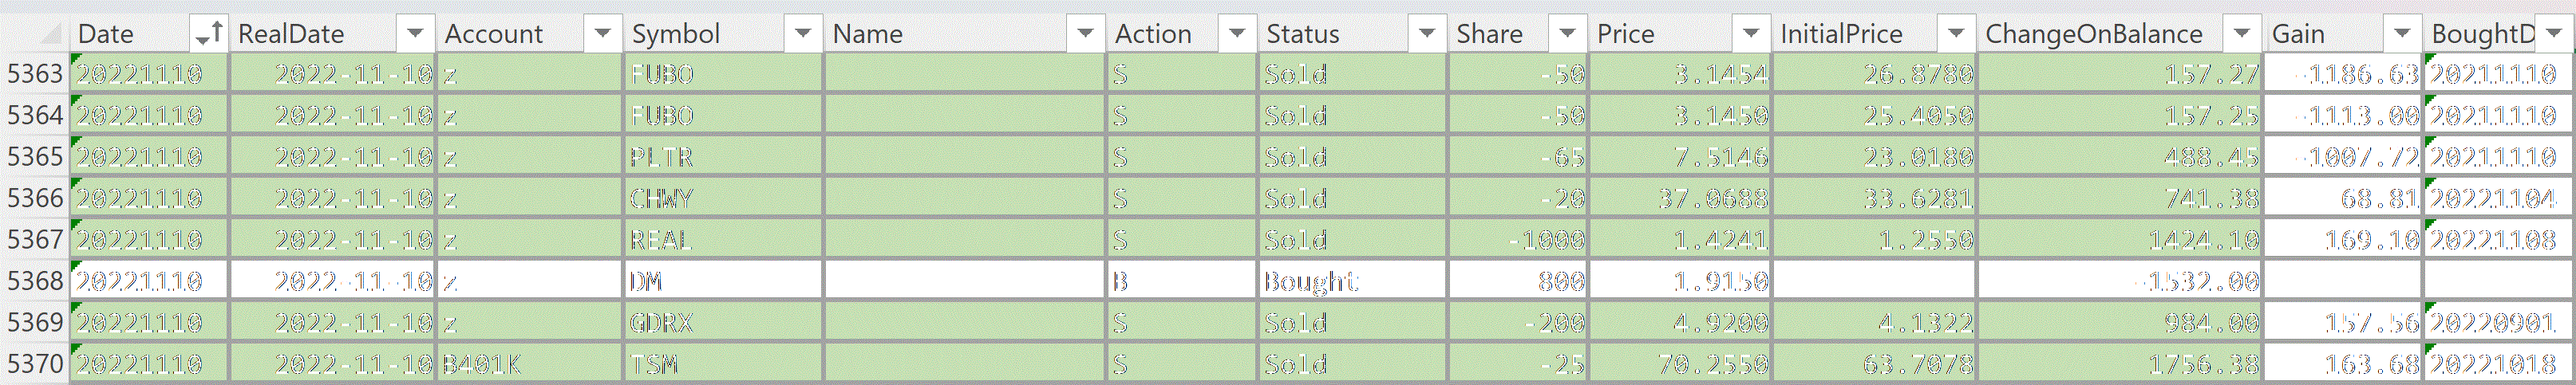 Date RealDate Account Symbol Name Action Status Share Price InitialPrice ChangeOnBalance Gain BoughtD
5363 20221110 2022-11-10 z FUBO S Sold -50 3.1454 26.8780 157.27 -1186.63 20211110
5364 20221110 2022-11-10 z FUBO S Sold -50 3.1450 25.4050 157.25 -1113.00 20211110
5365 20221110 2022-11-10 z PLTR S Sold -65 7.5146 23.0180 488.45 -1007.72 20211110
5366 20221110 2022-11-10 z CHWY S Sold -20 37.0688 33.6281 741.38 68.81 20221104
5367 20221110 2022-11-10 z REAL S Sold -1000 1.4241 1.2550 1424.10 169.10 20221108
5368 20221110 2022-11-10 z DM B Bought 800 1.9150 -1532.00
5369 20221110 2022-11-10 z GDRX S Sold -200 4.9200 4.1322 984.00 157.56 20220901
5370 20221110 2022-11-10 B401K TSM S Sold -25 70.2550 63.7078 1756.38 163.68 20221018